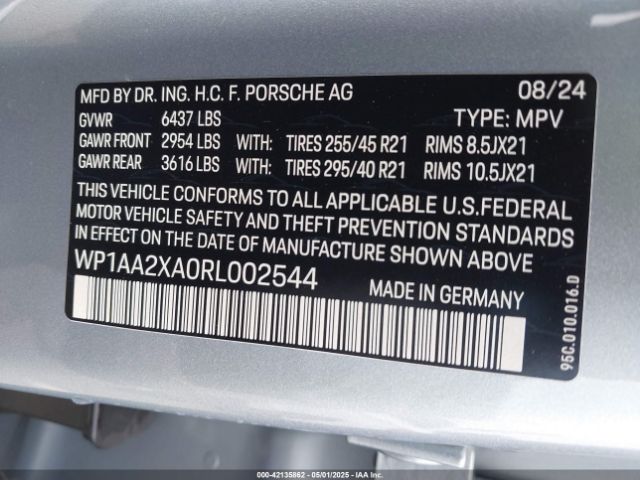 MFD BY DR. ING. H.C. F. PORSCHE AG 08/24
GVWR 6437 LBS TYPE: MPV
GAWR FRONT 2954 LBS WITH: TIRES 255/45 R21 RIMS 8.5JX21
GAWR REAR 3616 LBS WITH: TIRES 295/40 R21 RIMS 10.5JX21
THIS VEHICLE CONFORMS TO ALL APPLICABLE U.S.FEDERAL
MOTOR VEHICLE SAFETY AND THEFT PREVENTION STANDARDS
IN EFFECT ON THE DATE OF MANUFACTURE SHOWN ABOVE
WP1AA2XA0RL002544
MADE IN GERMANY
95C.010.016.D
000-42135862 - 05/01/2025 - IAAI.com